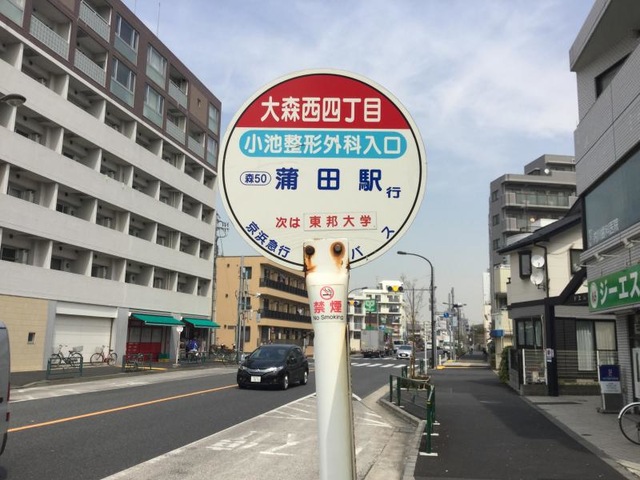 大森西四丁目
小池整形外科入口
森50 蒲田駅行
次は 東邦大学
京浜急行バス
禁煙
No Smoking
ジーエス